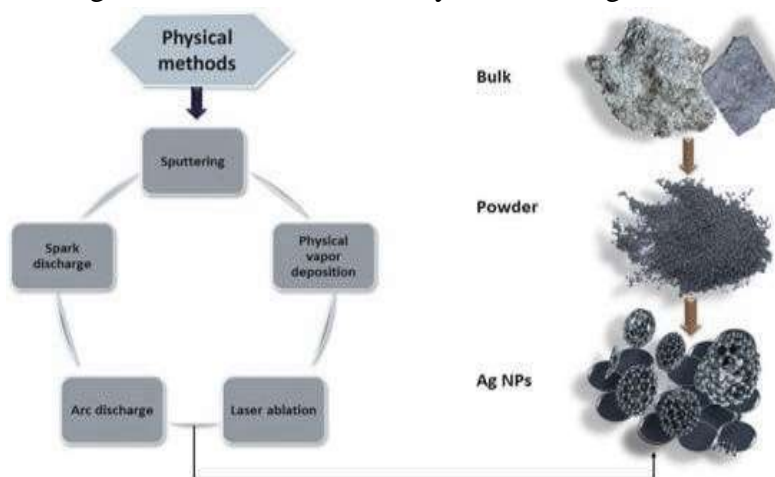 Physical
methods
Sputtering
Spark
discharge
Physical
vapor
deposition
Arc discharge
Laser ablation
Bulk
Powder
Ag NPs